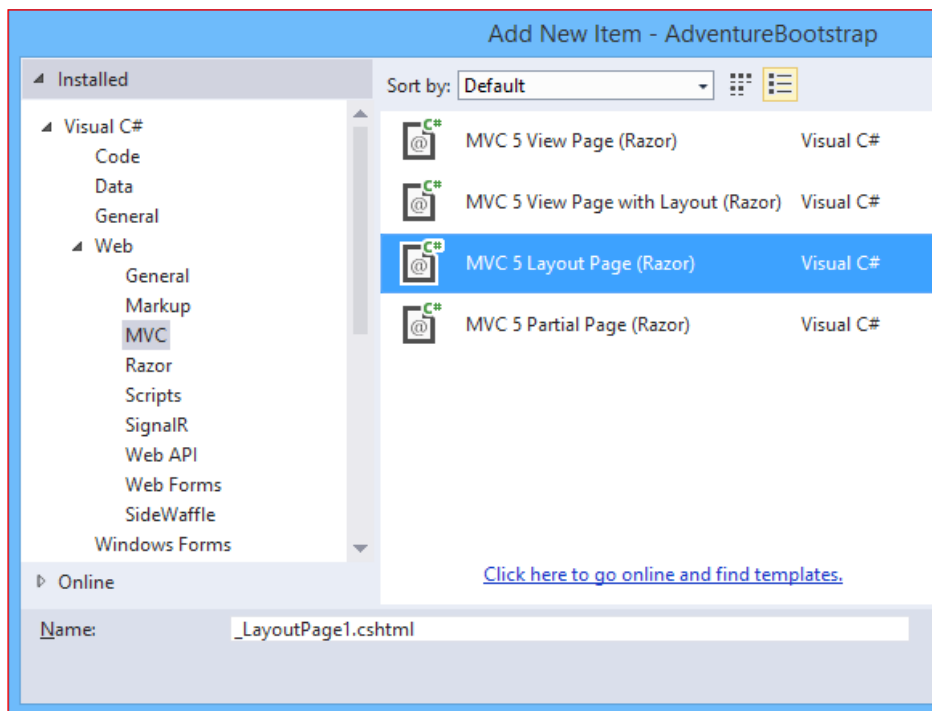 Add New Item - AdventureBootstrap
Installed
Visual C#
Code
Data
General
Web
General
Markup
MVC
Razor
Scripts
SignalR
Web API
Web Forms
SideWaffle
Windows Forms
Online
Sort by: Default
C#
@
MVC 5 View Page (Razor) Visual C#
C#
@
MVC 5 View Page with Layout (Razor) Visual C#
C#
@
MVC 5 Layout Page (Razor) Visual C#
C#
@
MVC 5 Partial Page (Razor) Visual C#
Click here to go online and find templates.
Name: _LayoutPage1.cshtml